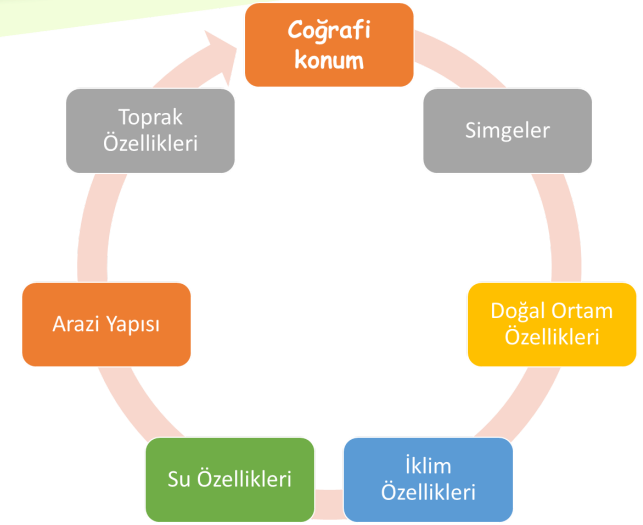 Coğrafi
konum
Simgeler
Doğal Ortam
Özellikleri
İklim
Özellikleri
Su Özellikleri
Arazi Yapısı
Toprak
Özellikleri